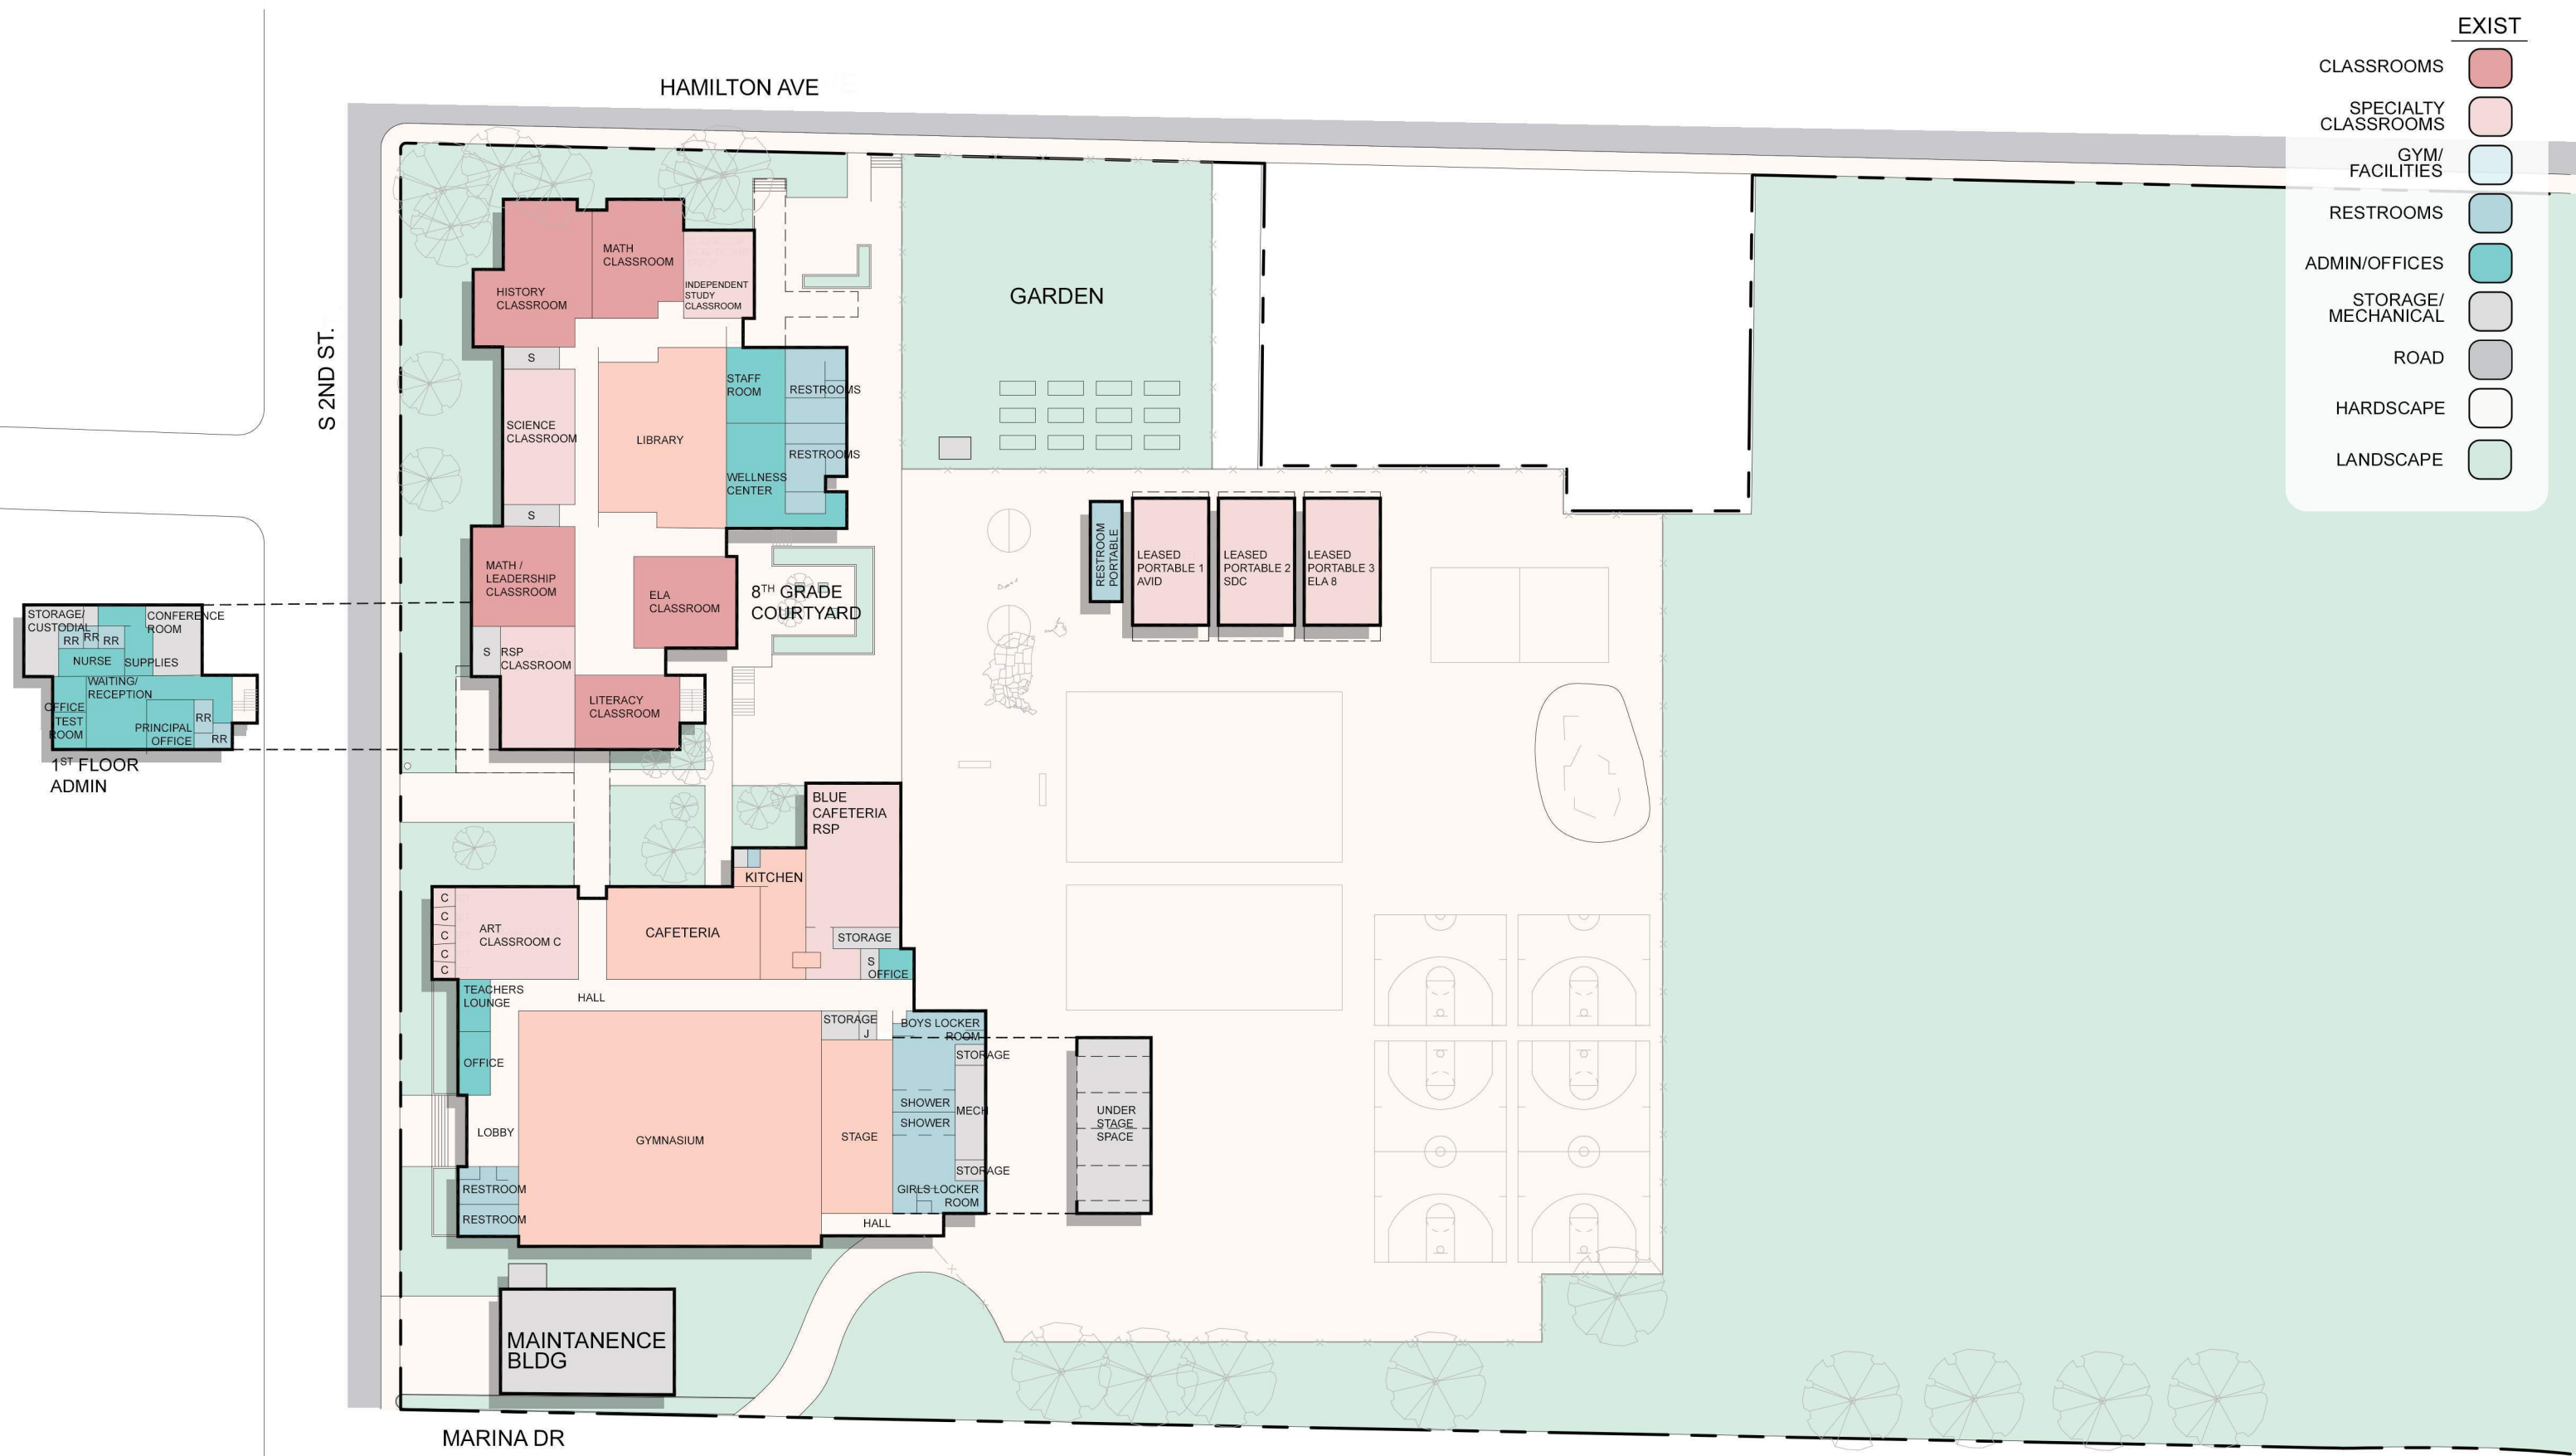 HAMILTON AVE
EXIST
CLASSROOMS
SPECIALTY
CLASSROOMS
GYM/
FACILITIES
RESTROOMS
ADMIN/OFFICES
STORAGE/
MECHANICAL
ROAD
HARDSCAPE
LANDSCAPE
S 2ND ST.
MATH
CLASSROOM
HISTORY
CLASSROOM
INDEPENDENT
STUDY
CLASSROOM
GARDEN
S
SCIENCE
CLASSROOM
LIBRARY
STAFF
ROOM
RESTROOMS
RESTROOMS
WELLNESS
CENTER
S
MATH /
LEADERSHIP
CLASSROOM
ELA
CLASSROOM
8TH GRADE
COURTYARD
S
RSP
CLASSROOM
LITERACY
CLASSROOM
RESTROOM
PORTABLE
LEASED
PORTABLE 1
AVID
LEASED
PORTABLE 2
SDC
LEASED
PORTABLE 3
ELA 8
STORAGE/
CUSTODIAL
CONFERENCE
ROOM
RR
RR
RR
NURSE
SUPPLIES
WAITING/
RECEPTION
OFFICE
TEST
ROOM
PRINCIPAL
OFFICE
RR
RR
1ST FLOOR
ADMIN
BLUE
CAFETERIA
RSP
KITCHEN
C
C
C
C
C
ART
CLASSROOM C
CAFETERIA
STORAGE
S
OFFICE
TEACHERS
LOUNGE
HALL
OFFICE
STORAGE
J
BOYS LOCKER
ROOM
STORAGE
SHOWER
MECH
SHOWER
LOBBY
GYMNASIUM
STAGE
STORAGE
GIRLS LOCKER
ROOM
RESTROOM
RESTROOM
HALL
UNDER
STAGE
SPACE
MAINTANENCE
BLDG
MARINA DR